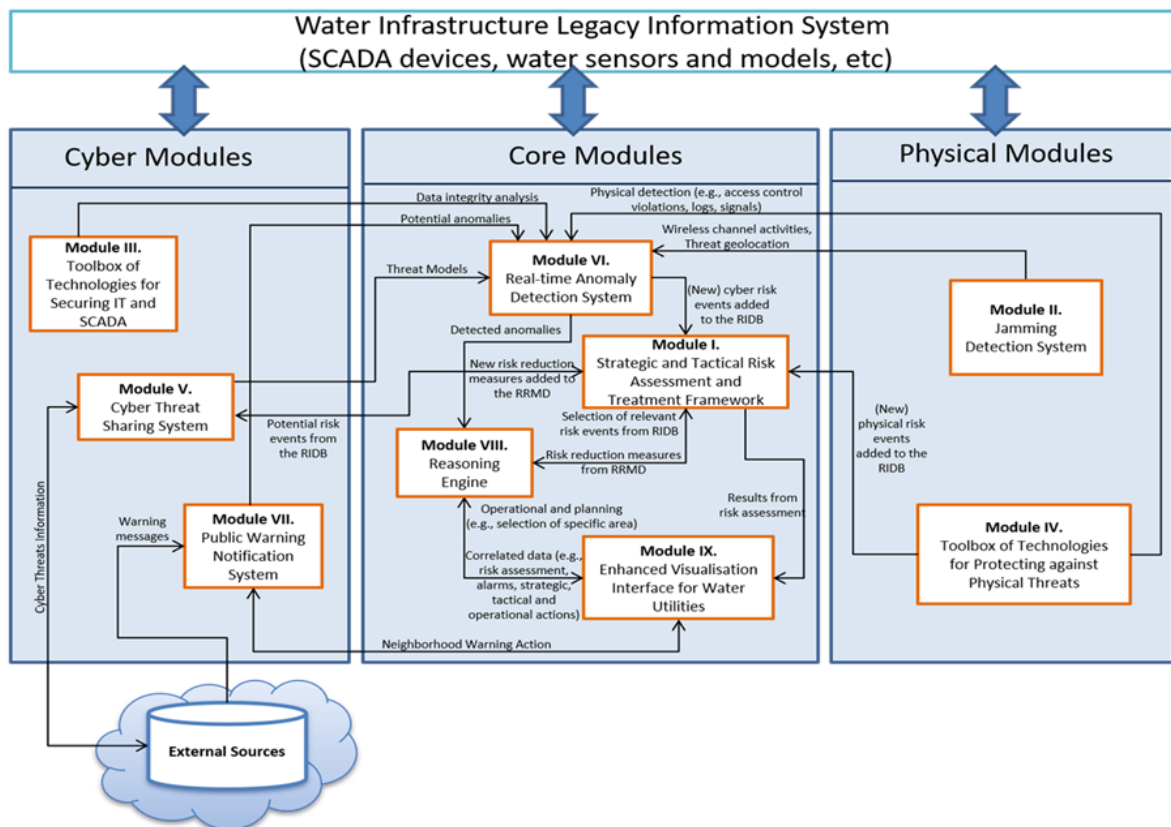 Water Infrastructure Legacy Information System
(SCADA devices, water sensors and models, etc)
Cyber Modules
Core Modules
Physical Modules
Data integrity analysis
Potential anomalies
Physical detection (e.g., access control
violations, logs, signals)
Wireless channel activities,
Threat geolocation
Module III.
Toolbox of
Technologies for
Securing IT and
SCADA
Threat Models
Module VI.
Real-time Anomaly
Detection System
(New) cyber risk
events added
to the RIDB
Module II.
Jamming
Detection System
Detected anomalies
Module I.
Strategic and Tactical Risk
Assessment and
Treatment Framework
New risk reduction
measures added to
the RRMD
Module V.
Cyber Threat
Sharing System
Potential risk
events from
the RIDB
Selection of relevant
risk events from RIDB
(New)
physical risk
events
added to the
RIDB
Module VIII.
Reasoning
Engine
Risk reduction measures
from RRMD
Results from
risk assessment
Operational and planning
(e.g., selection of specific area)
Warning
messages
Module VII.
Public Warning
Notification
System
Cyber Threats Information
Correlated data (e.g.,
risk assessment,
alarms, strategic,
tactical and
operational actions)
Module IX.
Enhanced Visualisation
Interface for Water
Utilities
Module IV.
Toolbox of Technologies
for Protecting against
Physical Threats
Neighborhood Warning Action
External Sources